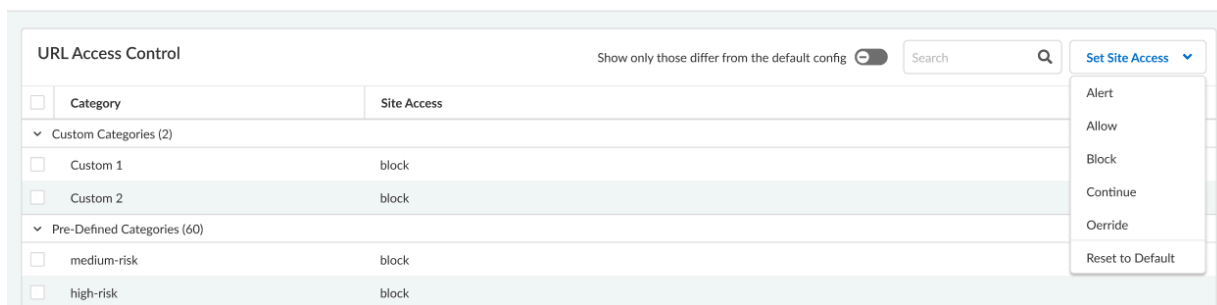 URL Access Control
Show only those differ from the default config
Search
Set Site Access
Alert
Allow
Block
Continue
Oerride
Reset to Default
Category Site Access
Custom Categories (2)
Custom 1 block
Custom 2 block
Pre-Defined Categories (60)
medium-risk block
high-risk block